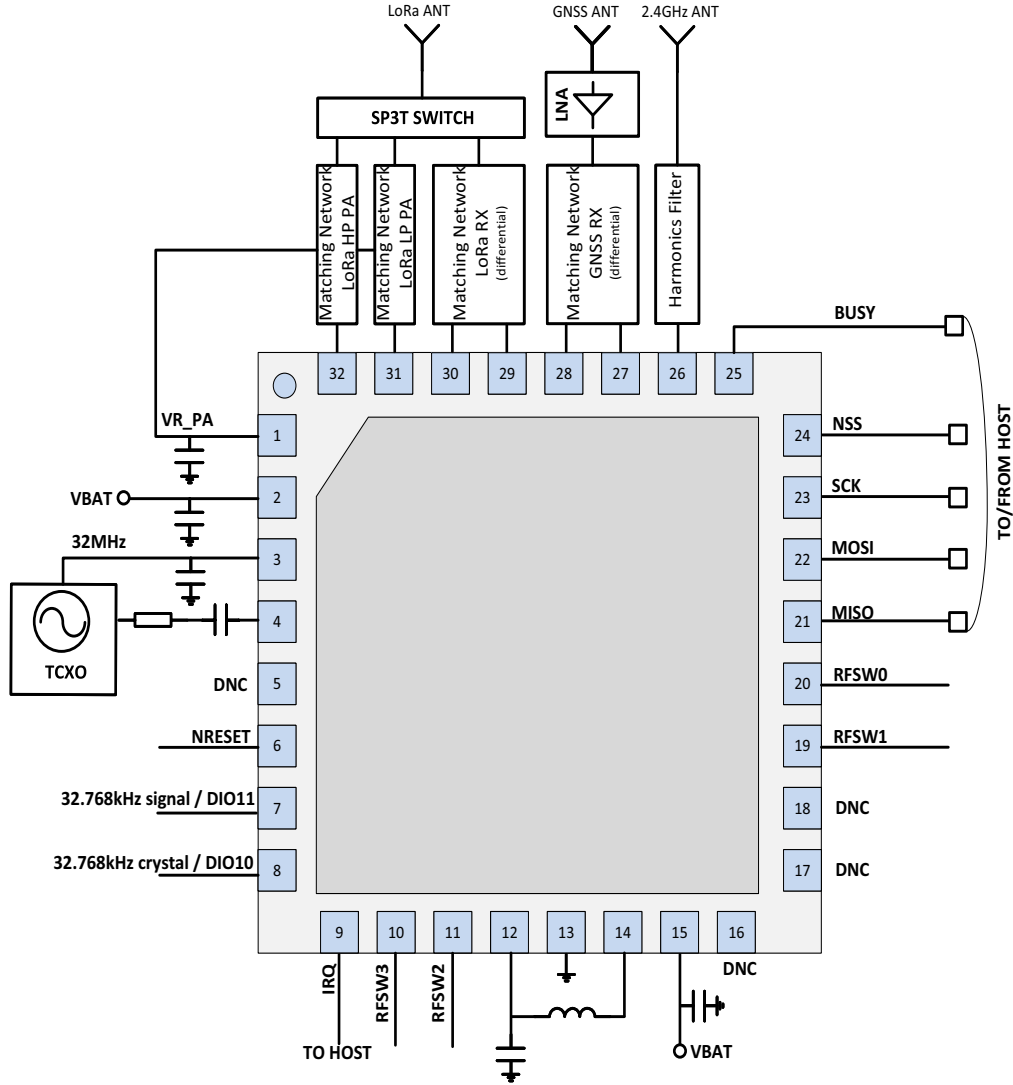 LoRa ANT
GNSS ANT
2.4GHz ANT
LNA
SP3T SWITCH
Matching Network
LoRa HP PA
Matching Network
LoRa LP PA
Matching Network
LoRa RX
(differential)
Matching Network
GNSS RX
(differential)
Harmonics Filter
BUSY
32
31
30
29
28
27
26
25
VR_PA
1
24
NSS
VBAT
2
23
SCK
32MHz
3
22
MOSI
TCXO
4
21
MISO
TO/FROM HOST
DNC
5
20
RFSW0
NRESET
6
19
RFSW1
32.768kHz signal / DIO11
7
18
DNC
32.768kHz crystal / DIO10
8
17
DNC
9
10
11
12
13
14
15
16
IRQ
RFSW3
RFSW2
DNC
TO HOST
VBAT